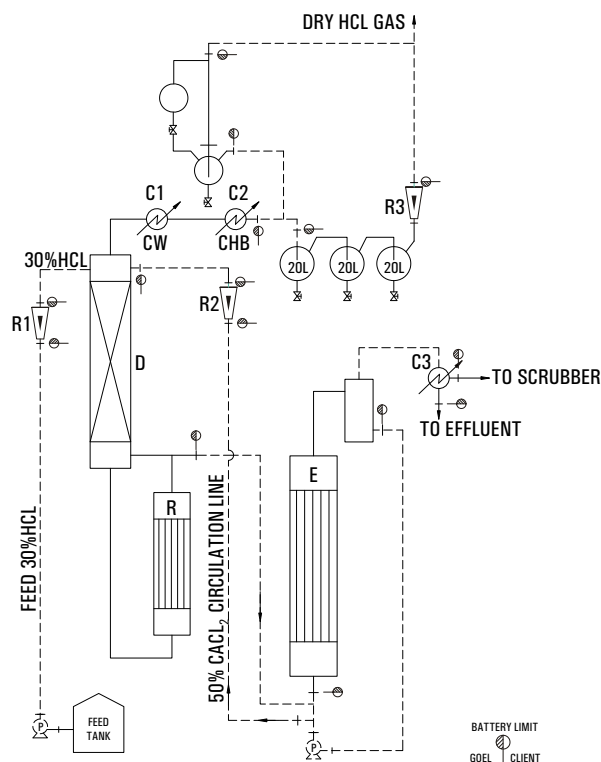 DRY HCL GAS
C1
C2
CW
CHB
R3
20L
20L
20L
30%HCL
R1
R2
D
C3
TO SCRUBBER
TO EFFLUENT
E
R
FEED 30%HCL
50% CACL₂ CIRCULATION LINE
P
FEED
TANK
P
BATTERY LIMIT
GOEL
CLIENT